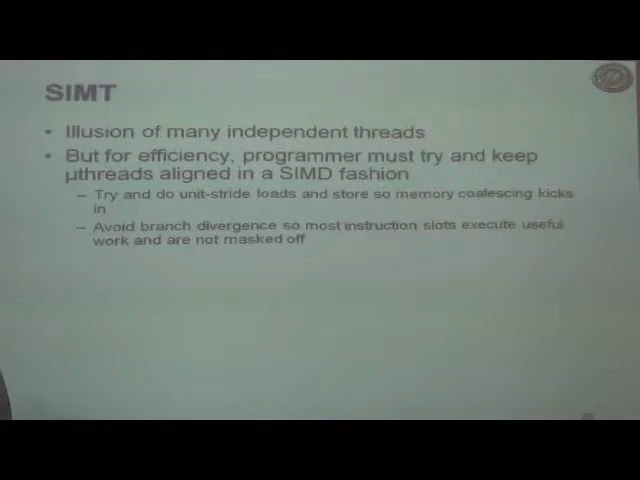 SIMT
• Illusion of many independent threads
• But for efficiency, programmer must try and keep
µthreads aligned in a SIMD fashion
– Try and do unit-stride loads and store so memory coalescing kicks
in
– Avoid branch divergence so most instruction slots execute useful
work and are not masked off